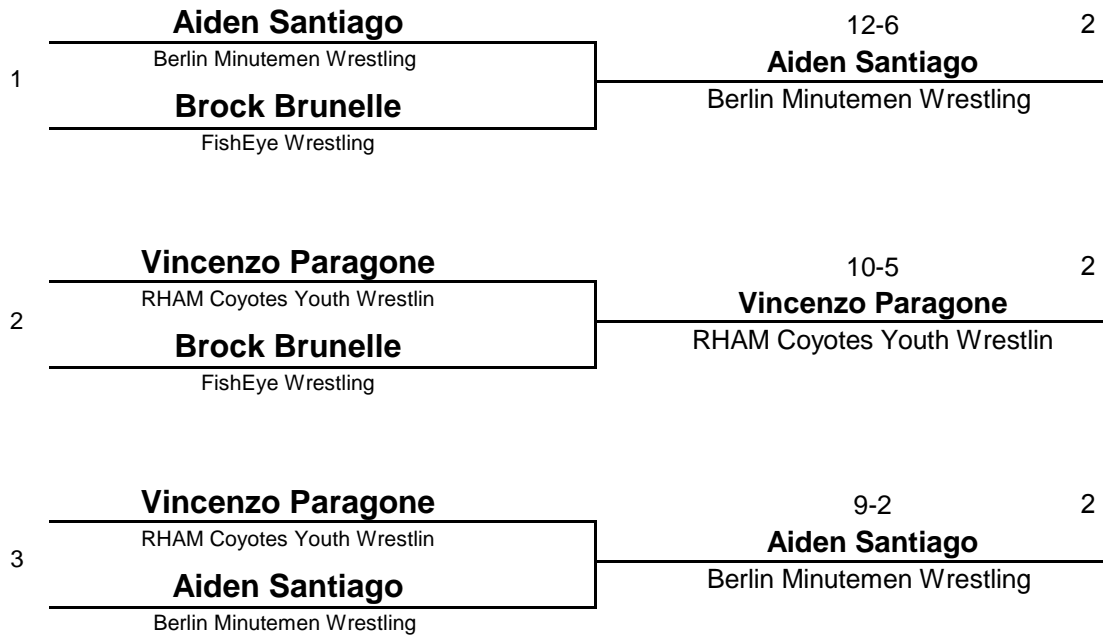 Aiden Santiago
Berlin Minutemen Wrestling
1
Brock Brunelle
FishEye Wrestling
12-6 2
Aiden Santiago
Berlin Minutemen Wrestling
Vincenzo Paragone
RHAM Coyotes Youth Wrestlin
2
Brock Brunelle
FishEye Wrestling
10-5 2
Vincenzo Paragone
RHAM Coyotes Youth Wrestlin
Vincenzo Paragone
RHAM Coyotes Youth Wrestlin
3
Aiden Santiago
Berlin Minutemen Wrestling
9-2 2
Aiden Santiago
Berlin Minutemen Wrestling